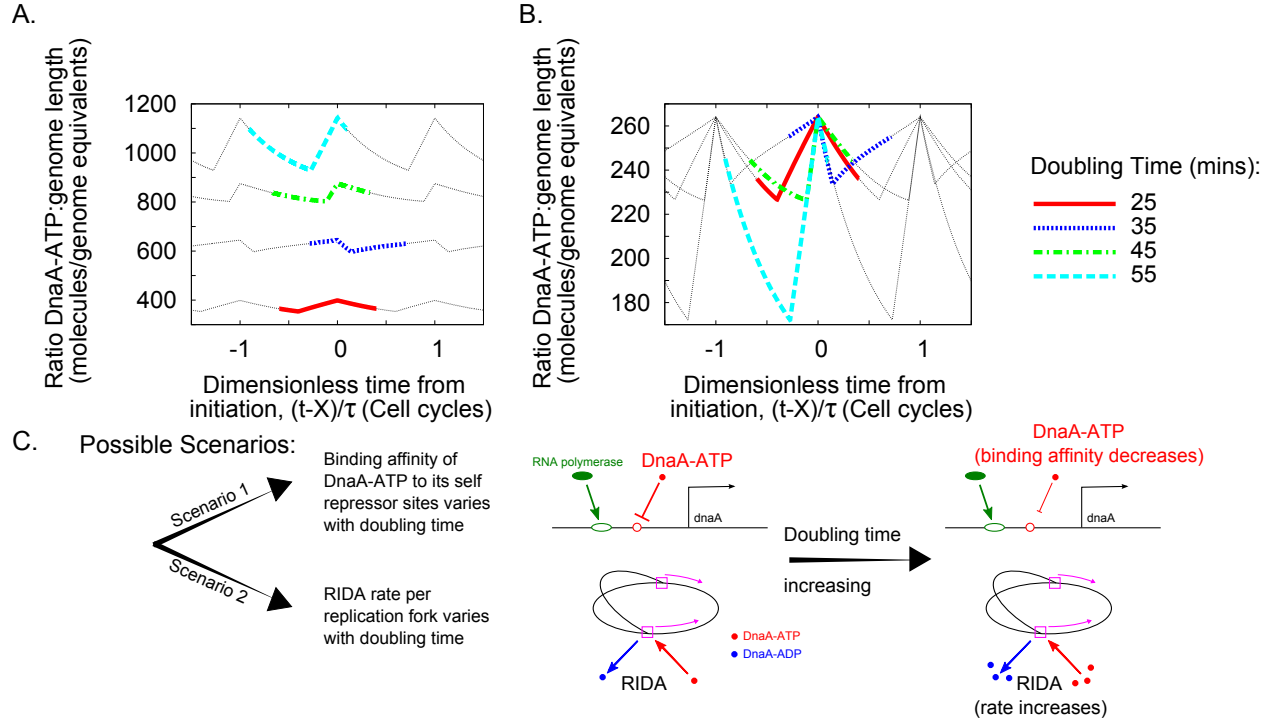 A.
Ratio DnaA-ATP:genome length
(molecules/genome equivalents)
1200
1000
800
600
400
-1
0
1
Dimensionless time from
initiation, (t-X)/τ (Cell cycles)
B.
Ratio DnaA-ATP:genome length
(molecules/genome equivalents)
260
240
220
200
180
-1
0
1
Dimensionless time from
initiation, (t-X)/τ (Cell cycles)
Doubling Time (mins):
25
35
45
55
C.
Possible Scenarios:
Scenario 1
Binding affinity of
DnaA-ATP to its self
repressor sites varies
with doubling time
Scenario 2
RIDA rate per
replication fork varies
with doubling time
RNA polymerase
DnaA-ATP
dnaA
DnaA-ATP
DnaA-ADP
RIDA
Doubling time
increasing
DnaA-ATP
(binding affinity decreases)
dnaA
RIDA
(rate increases)